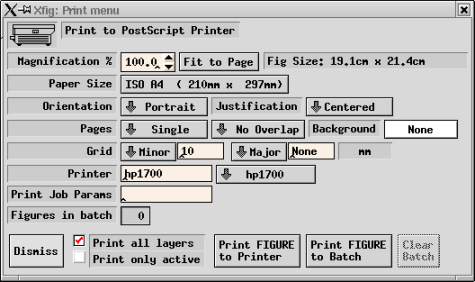 Xfig: Print menu
Print to PostScript Printer
Magnification % 100.0 Fit to Page Fig Size: 19.1cm x 21.4cm
Paper Size ISO A4 ( 210mm x 297mm)
Orientation Portrait Justification Centered
Pages Single No Overlap Background None
Grid Minor 10 Major None mm
Printer hp1700 hp1700
Print Job Params
Figures in batch 0
Dismiss
Print all layers
Print only active
Print FIGURE
to Printer
Print FIGURE
to Batch
Clear
Batch